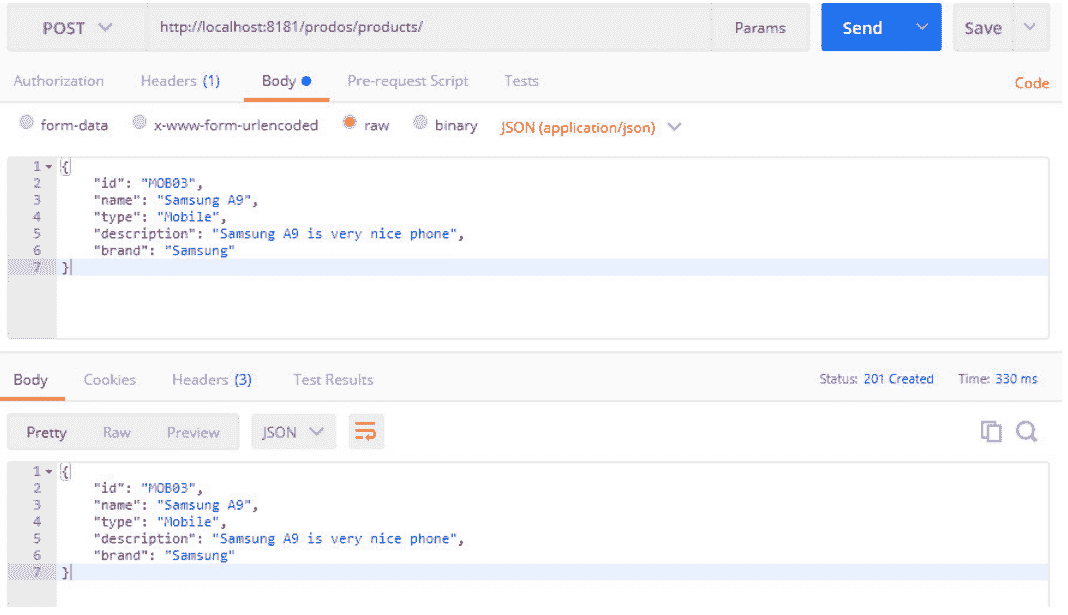 POST http://localhost:8181/prodos/products/ Params Send Save
Authorization Headers (1) Body Pre-request Script Tests Code
form-data x-www-form-urlencoded raw binary JSON (application/json)
1 {
2 "id": "MOB03",
3 "name": "Samsung A9",
4 "type": "Mobile",
5 "description": "Samsung A9 is very nice phone",
6 "brand": "Samsung"
7 }
Body Cookies Headers (3) Test Results Status: 201 Created Time: 330 ms
Pretty Raw Preview JSON
1 {
2 "id": "MOB03",
3 "name": "Samsung A9",
4 "type": "Mobile",
5 "description": "Samsung A9 is very nice phone",
6 "brand": "Samsung"
7 }